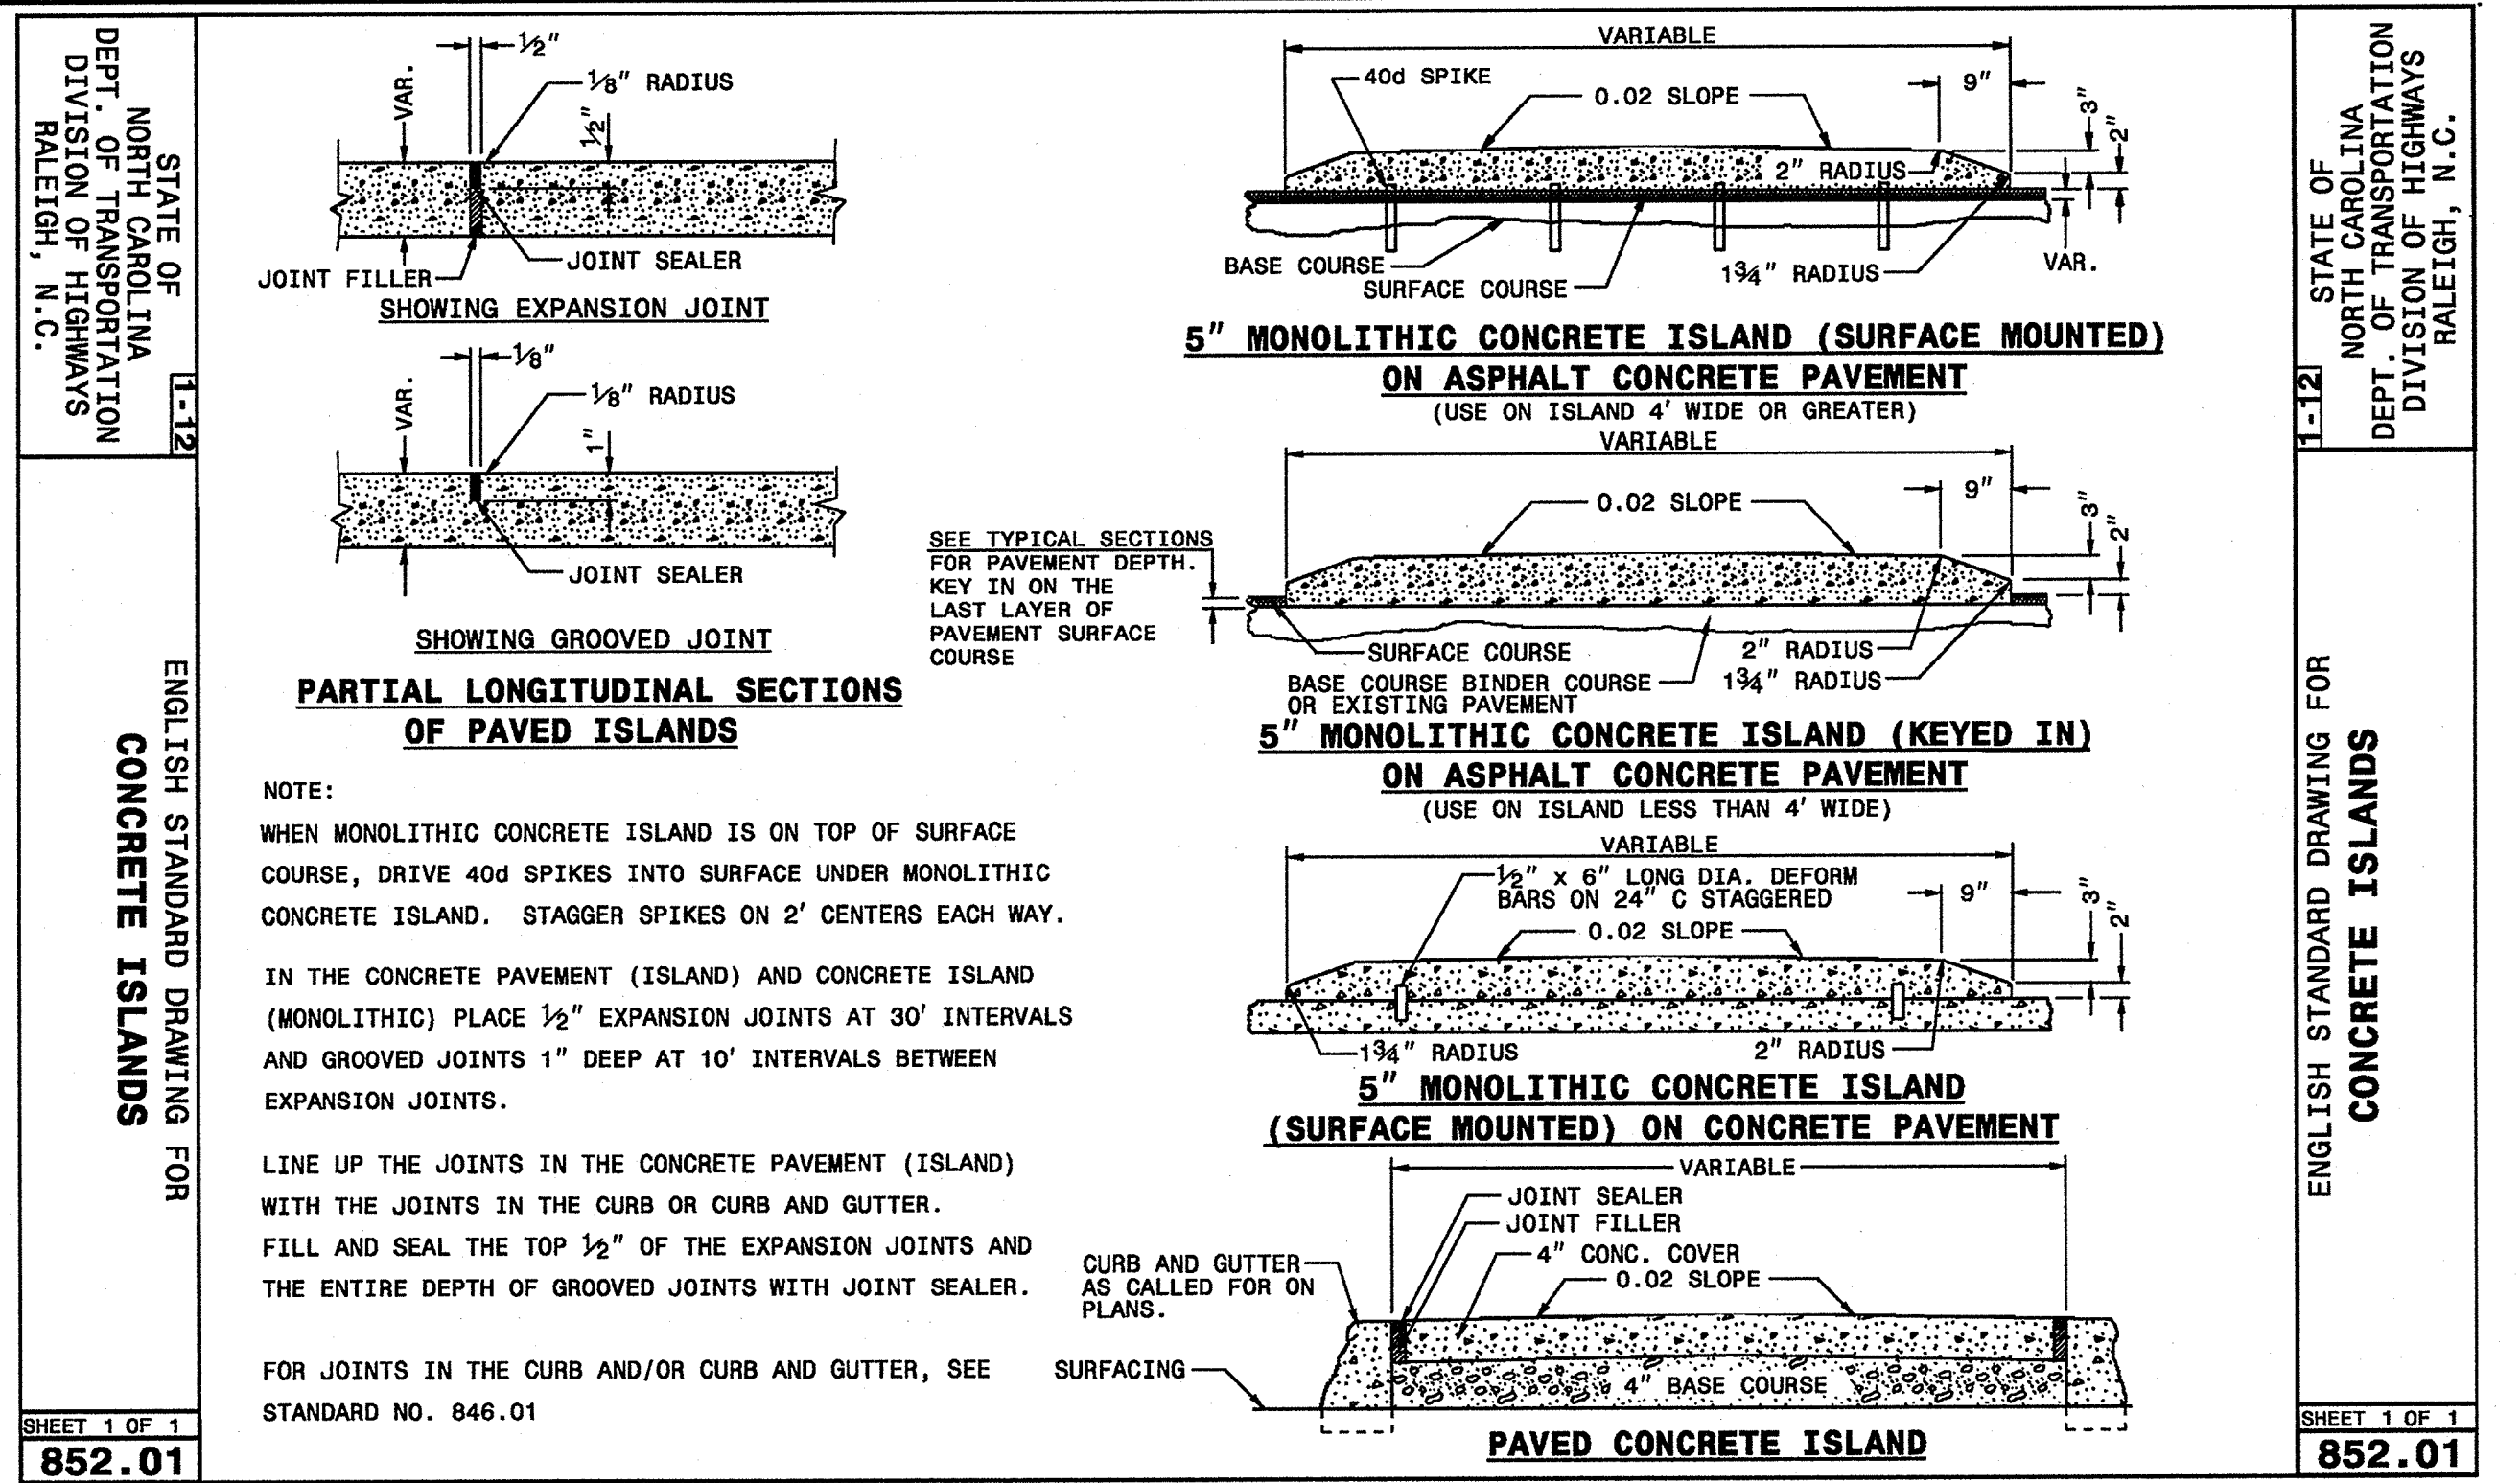 STATE OF
NORTH CAROLINA
DEPT. OF TRANSPORTATION
DIVISION OF HIGHWAYS
RALEIGH, N.C.
1-12
ENGLISH STANDARD DRAWING FOR
CONCRETE ISLANDS
SHEET 1 OF 1
852.01
1/2"
1/8" RADIUS
VAR.
1/2"
JOINT SEALER
JOINT FILLER
SHOWING EXPANSION JOINT
1/8"
1/8" RADIUS
VAR.
1"
JOINT SEALER
SHOWING GROOVED JOINT
PARTIAL LONGITUDINAL SECTIONS
OF PAVED ISLANDS
NOTE:
WHEN MONOLITHIC CONCRETE ISLAND IS ON TOP OF SURFACE
COURSE, DRIVE 40d SPIKES INTO SURFACE UNDER MONOLITHIC
CONCRETE ISLAND. STAGGER SPIKES ON 2' CENTERS EACH WAY.
IN THE CONCRETE PAVEMENT (ISLAND) AND CONCRETE ISLAND
(MONOLITHIC) PLACE 1/2" EXPANSION JOINTS AT 30' INTERVALS
AND GROOVED JOINTS 1" DEEP AT 10' INTERVALS BETWEEN
EXPANSION JOINTS.
LINE UP THE JOINTS IN THE CONCRETE PAVEMENT (ISLAND)
WITH THE JOINTS IN THE CURB OR CURB AND GUTTER.
FILL AND SEAL THE TOP 1/2" OF THE EXPANSION JOINTS AND
THE ENTIRE DEPTH OF GROOVED JOINTS WITH JOINT SEALER.
FOR JOINTS IN THE CURB AND/OR CURB AND GUTTER, SEE
STANDARD NO. 846.01
VARIABLE
40d SPIKE
9"
0.02 SLOPE
3"
2"
2" RADIUS
BASE COURSE
1 3/4" RADIUS
VAR.
SURFACE COURSE
5" MONOLITHIC CONCRETE ISLAND (SURFACE MOUNTED)
ON ASPHALT CONCRETE PAVEMENT
(USE ON ISLAND 4' WIDE OR GREATER)
VARIABLE
9"
0.02 SLOPE
3"
2"
SEE TYPICAL SECTIONS
FOR PAVEMENT DEPTH.
KEY IN ON THE
LAST LAYER OF
PAVEMENT SURFACE
COURSE
SURFACE COURSE
2" RADIUS
BASE COURSE BINDER COURSE
OR EXISTING PAVEMENT
1 3/4" RADIUS
5" MONOLITHIC CONCRETE ISLAND (KEYED IN)
ON ASPHALT CONCRETE PAVEMENT
(USE ON ISLAND LESS THAN 4' WIDE)
VARIABLE
1/2" x 6" LONG DIA. DEFORM
BARS ON 24" C STAGGERED
9"
3"
2"
0.02 SLOPE
1 3/4" RADIUS
2" RADIUS
5" MONOLITHIC CONCRETE ISLAND
(SURFACE MOUNTED) ON CONCRETE PAVEMENT
VARIABLE
JOINT SEALER
JOINT FILLER
4" CONC. COVER
0.02 SLOPE
CURB AND GUTTER
AS CALLED FOR ON
PLANS.
SURFACING
4" BASE COURSE
PAVED CONCRETE ISLAND
STATE OF
NORTH CAROLINA
DEPT. OF TRANSPORTATION
DIVISION OF HIGHWAYS
RALEIGH, N.C.
1-12
ENGLISH STANDARD DRAWING FOR
CONCRETE ISLANDS
SHEET 1 OF 1
852.01